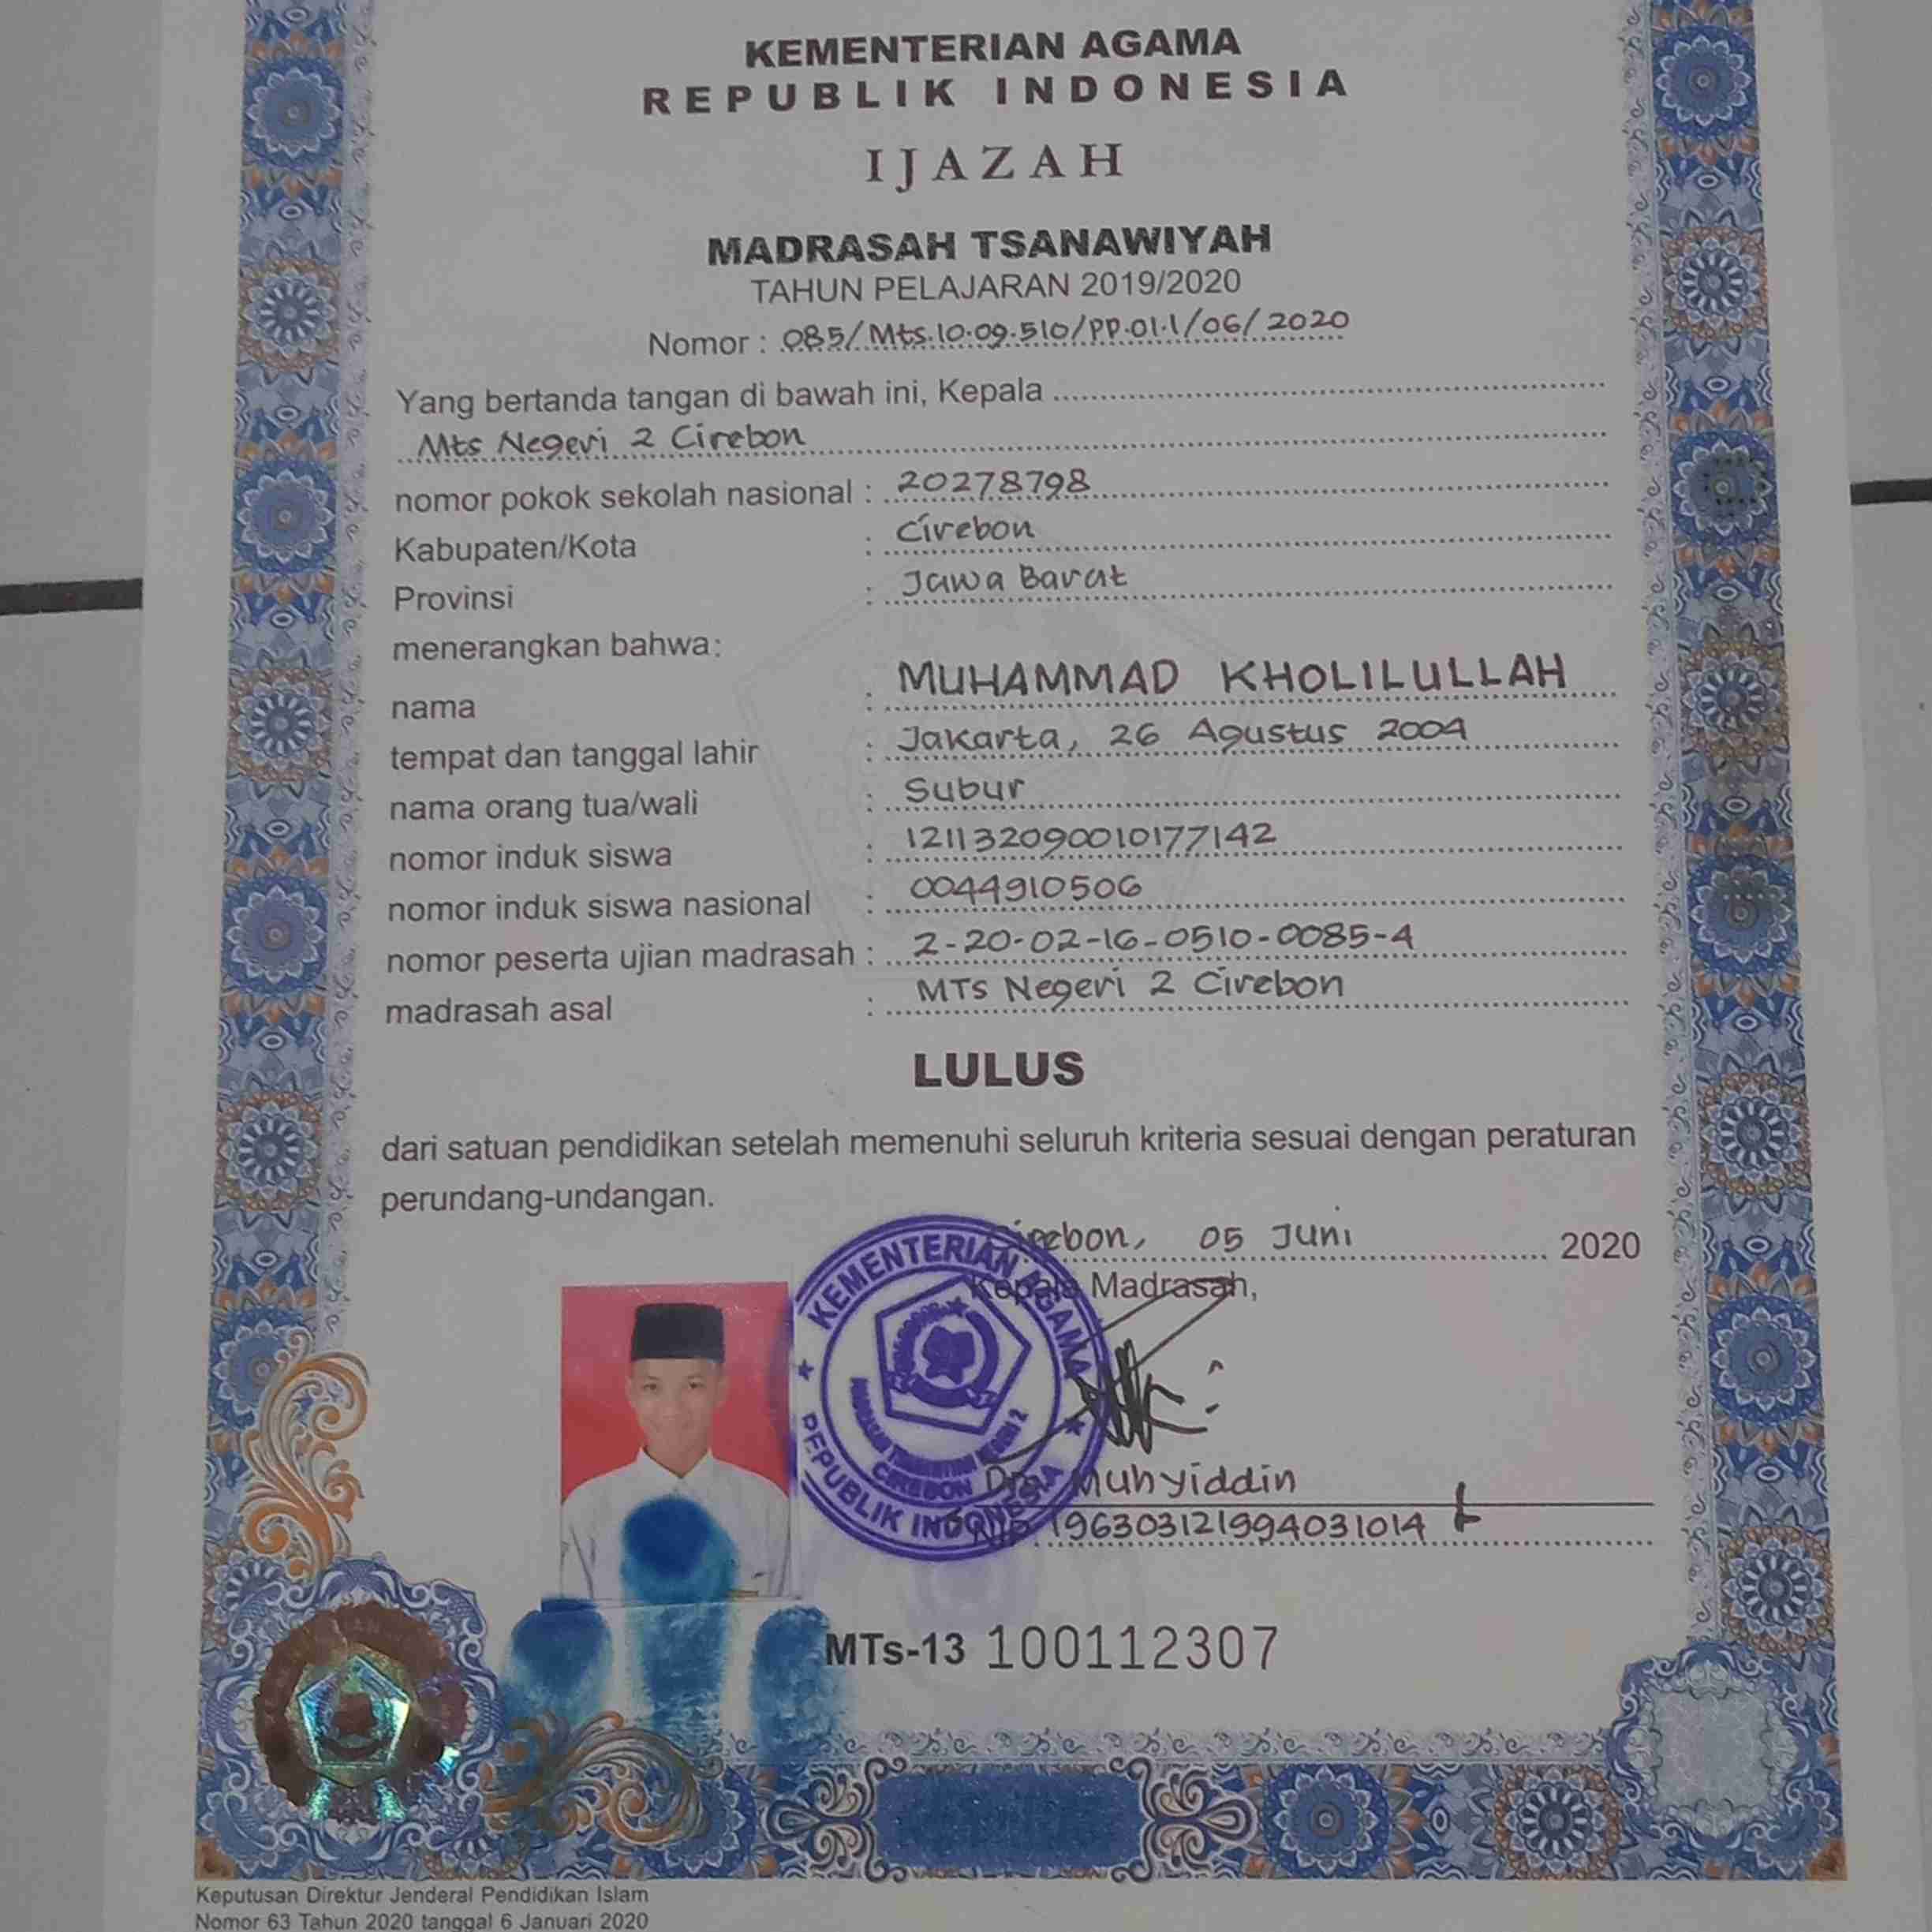 KEMENTERIAN AGAMA
REPUBLIK INDONESIA
IJAZAH
MADRASAH TSANAWIYAH
TAHUN PELAJARAN 2019/2020
Nomor : 085/Mts.10.09.510/PP.01.1/06/2020
Yang bertanda tangan di bawah ini, Kepala
Mts Negeri 2 Cirebon
nomor pokok sekolah nasional : 20278798
Kabupaten/Kota : Cirebon
Provinsi : Jawa Barat
menerangkan bahwa:
nama : MUHAMMAD KHOLILULLAH
tempat dan tanggal lahir : Jakarta, 26 Agustus 2004
nama orang tua/wali : Subur
nomor induk siswa : 121132090010177142
nomor induk siswa nasional : 0044910506
nomor peserta ujian madrasah : 2-20-02-16-0510-0085-4
madrasah asal : MTs Negeri 2 Cirebon
LULUS
dari satuan pendidikan setelah memenuhi seluruh kriteria sesuai dengan peraturan
perundang-undangan.
Cirebon, 05 Juni 2020
Kepala Madrasah,
KEMENTERIAN AGAMA
REPUBLIK INDONESIA
CIREBON
Drs. Muhyiddin
Nip. 196303121994031014
MTs-13 100112307
Keputusan Direktur Jenderal Pendidikan Islam
Nomor 63 Tahun 2020 tanggal 6 Januari 2020